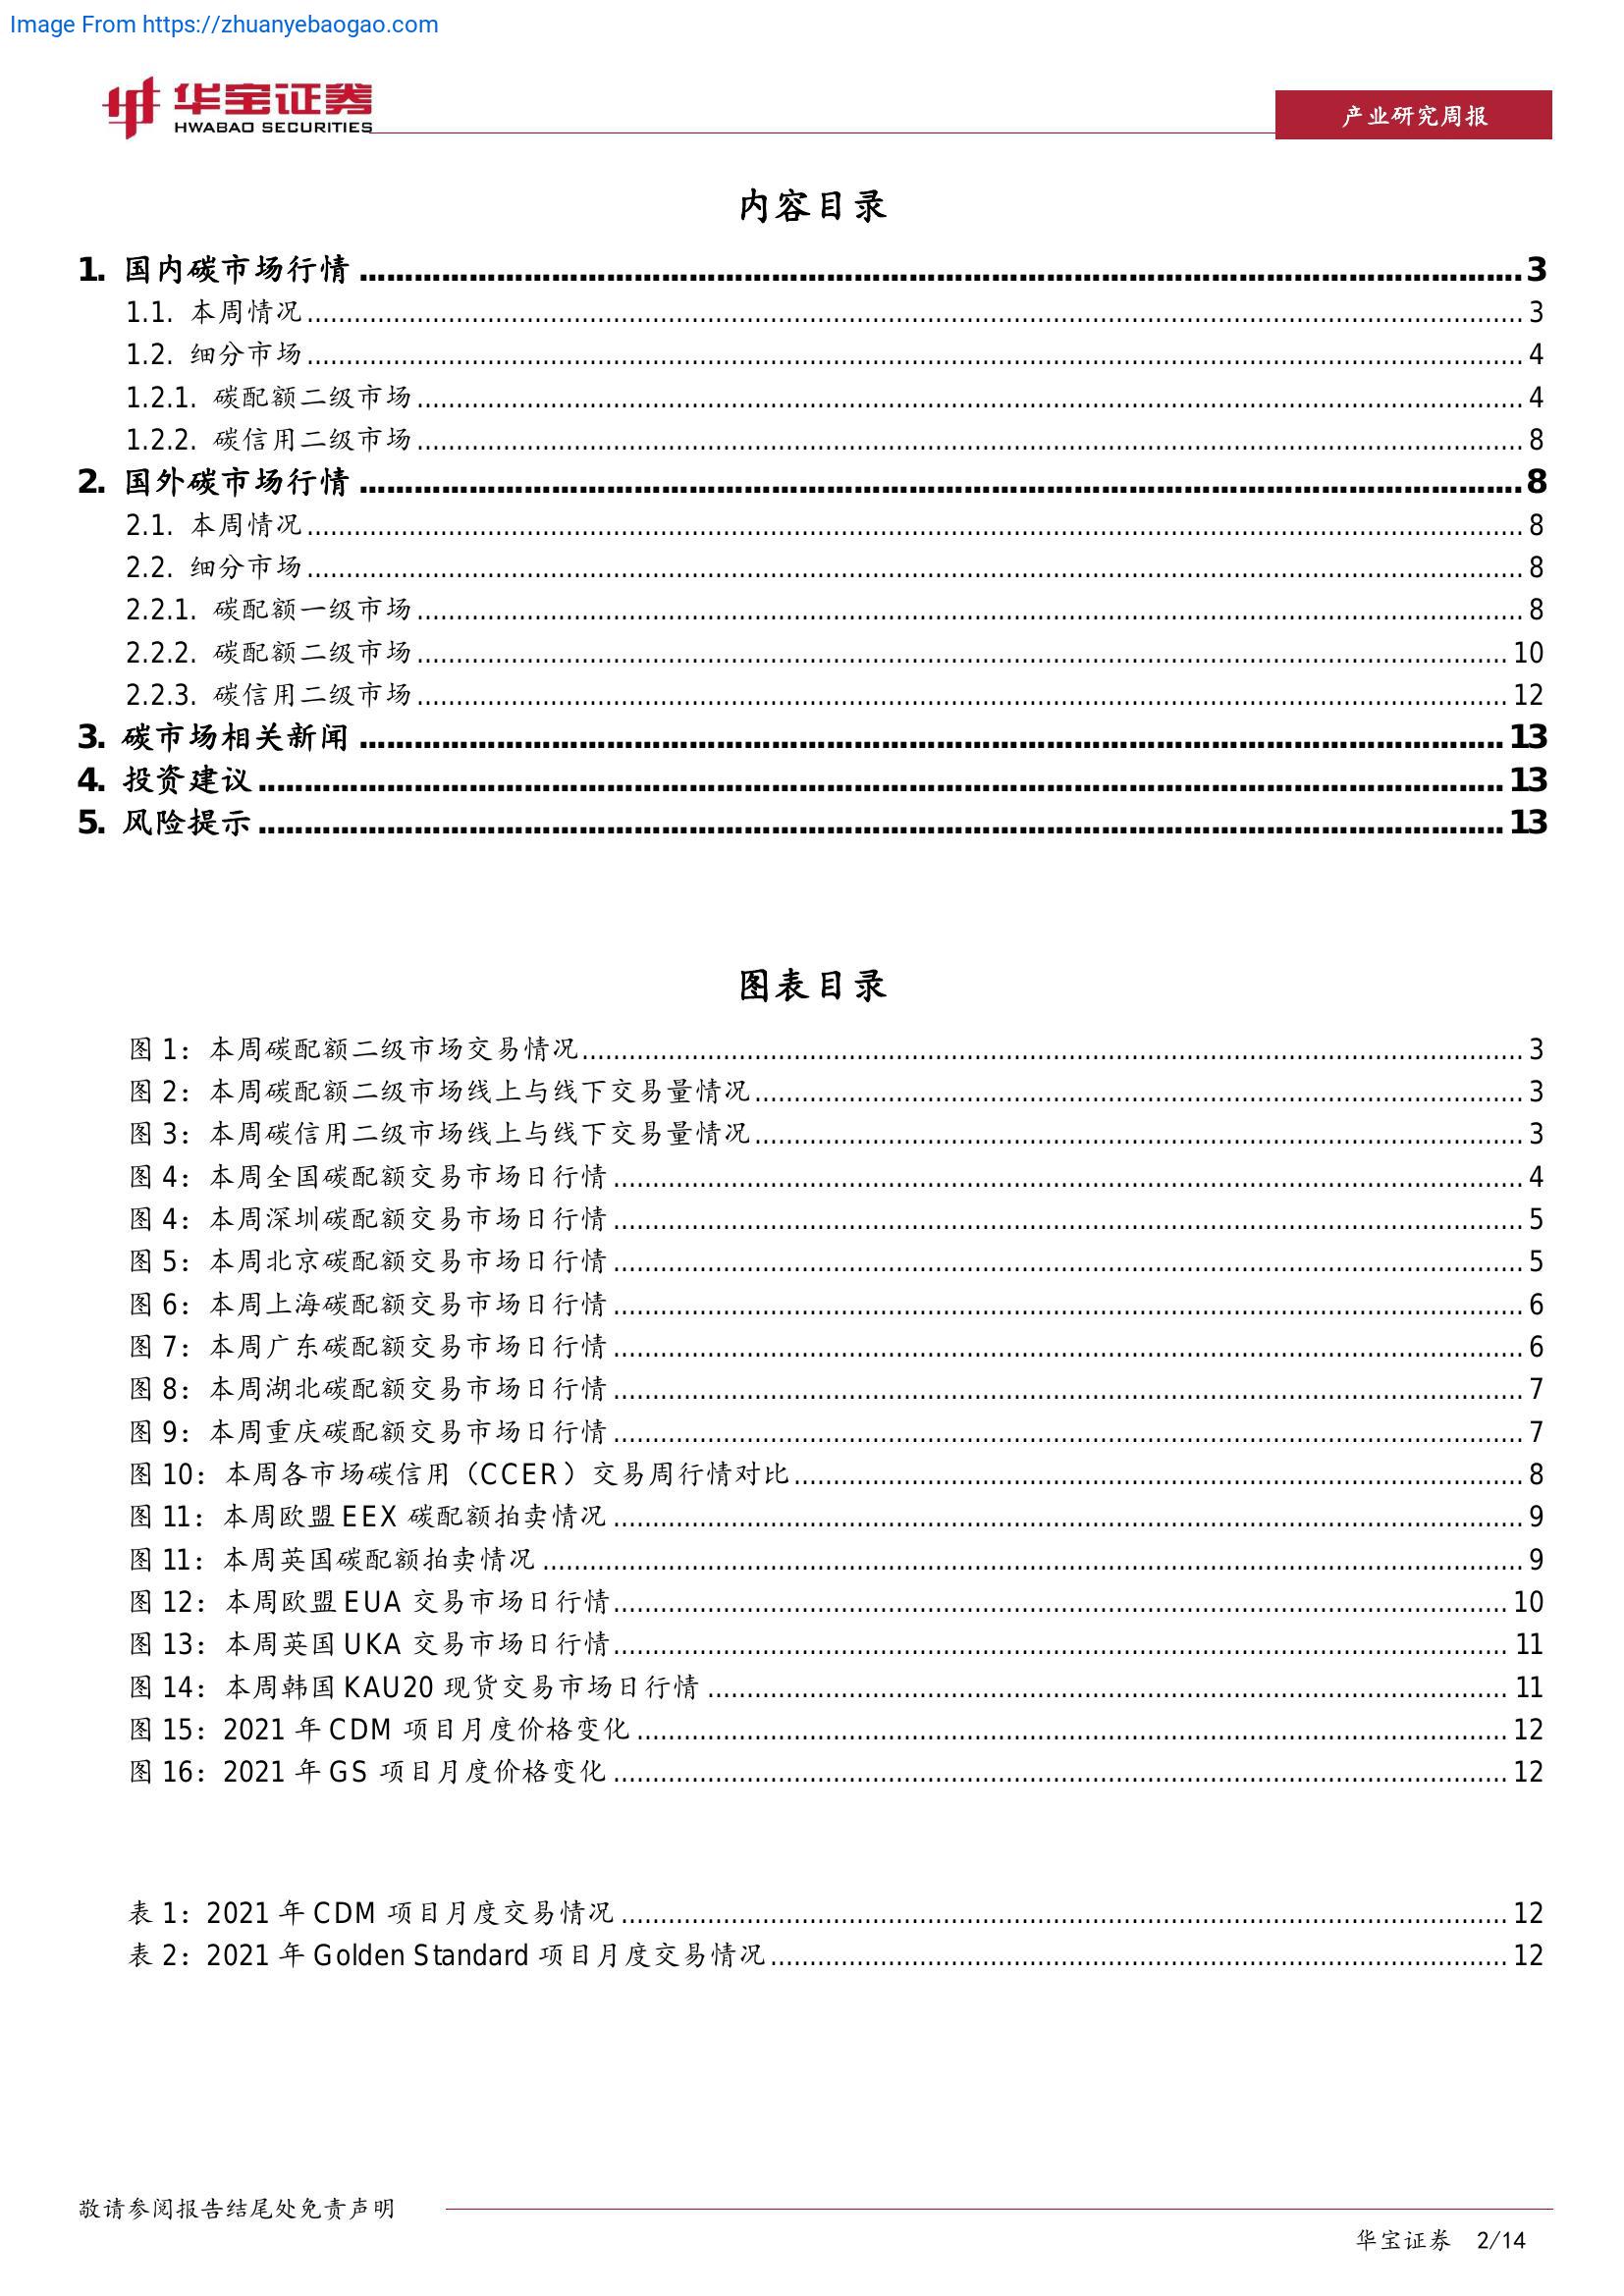 Image From https://zhuanyebaogao.com
华宝证券
HWABAO SECURITIES
产业研究周报
内容目录
1. 国内碳市场行情 3
1.1. 本周情况 3
1.2. 细分市场 4
1.2.1. 碳配额二级市场 4
1.2.2. 碳信用二级市场 8
2. 国外碳市场行情 8
2.1. 本周情况 8
2.2. 细分市场 8
2.2.1. 碳配额一级市场 8
2.2.2. 碳配额二级市场 10
2.2.3. 碳信用二级市场 12
3. 碳市场相关新闻 13
4. 投资建议 13
5. 风险提示 13
图表目录
图 1：本周碳配额二级市场交易情况 3
图 2：本周碳配额二级市场线上与线下交易量情况 3
图 3：本周碳信用二级市场线上与线下交易量情况 3
图 4：本周全国碳配额交易市场日行情 4
图 4：本周深圳碳配额交易市场日行情 5
图 5：本周北京碳配额交易市场日行情 5
图 6：本周上海碳配额交易市场日行情 6
图 7：本周广东碳配额交易市场日行情 6
图 8：本周湖北碳配额交易市场日行情 7
图 9：本周重庆碳配额交易市场日行情 7
图 10：本周各市场碳信用（CCER）交易周行情对比 8
图 11：本周欧盟 EEX 碳配额拍卖情况 9
图 11：本周英国碳配额拍卖情况 9
图 12：本周欧盟 EUA 交易市场日行情 10
图 13：本周英国 UKA 交易市场日行情 11
图 14：本周韩国 KAU20 现货交易市场日行情 11
图 15：2021 年 CDM 项目月度价格变化 12
图 16：2021 年 GS 项目月度价格变化 12
表 1：2021 年 CDM 项目月度交易情况 12
表 2：2021 年 Golden Standard 项目月度交易情况 12
敬请参阅报告结尾处免责声明
华宝证券 2/14